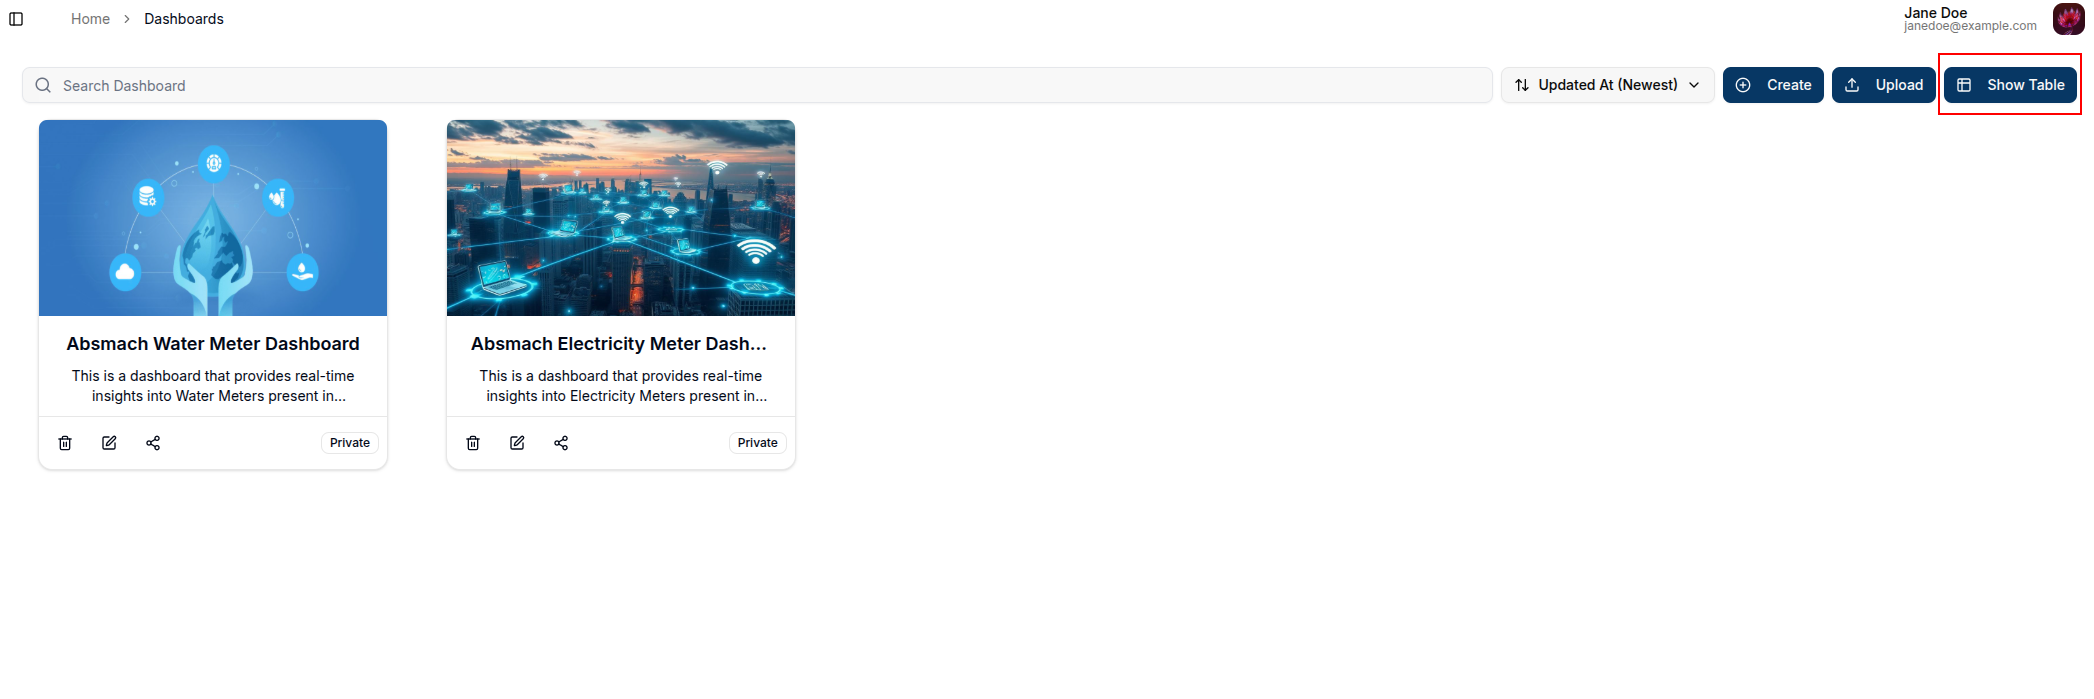 Home > Dashboards
Jane Doe
janedoe@example.com
Search Dashboard
Updated At (Newest)
Create
Upload
Show Table
Absmach Water Meter Dashboard
This is a dashboard that provides real-time
insights into Water Meters present in...
Private
Absmach Electricity Meter Dash...
This is a dashboard that provides real-time
insights into Electricity Meters present in...
Private